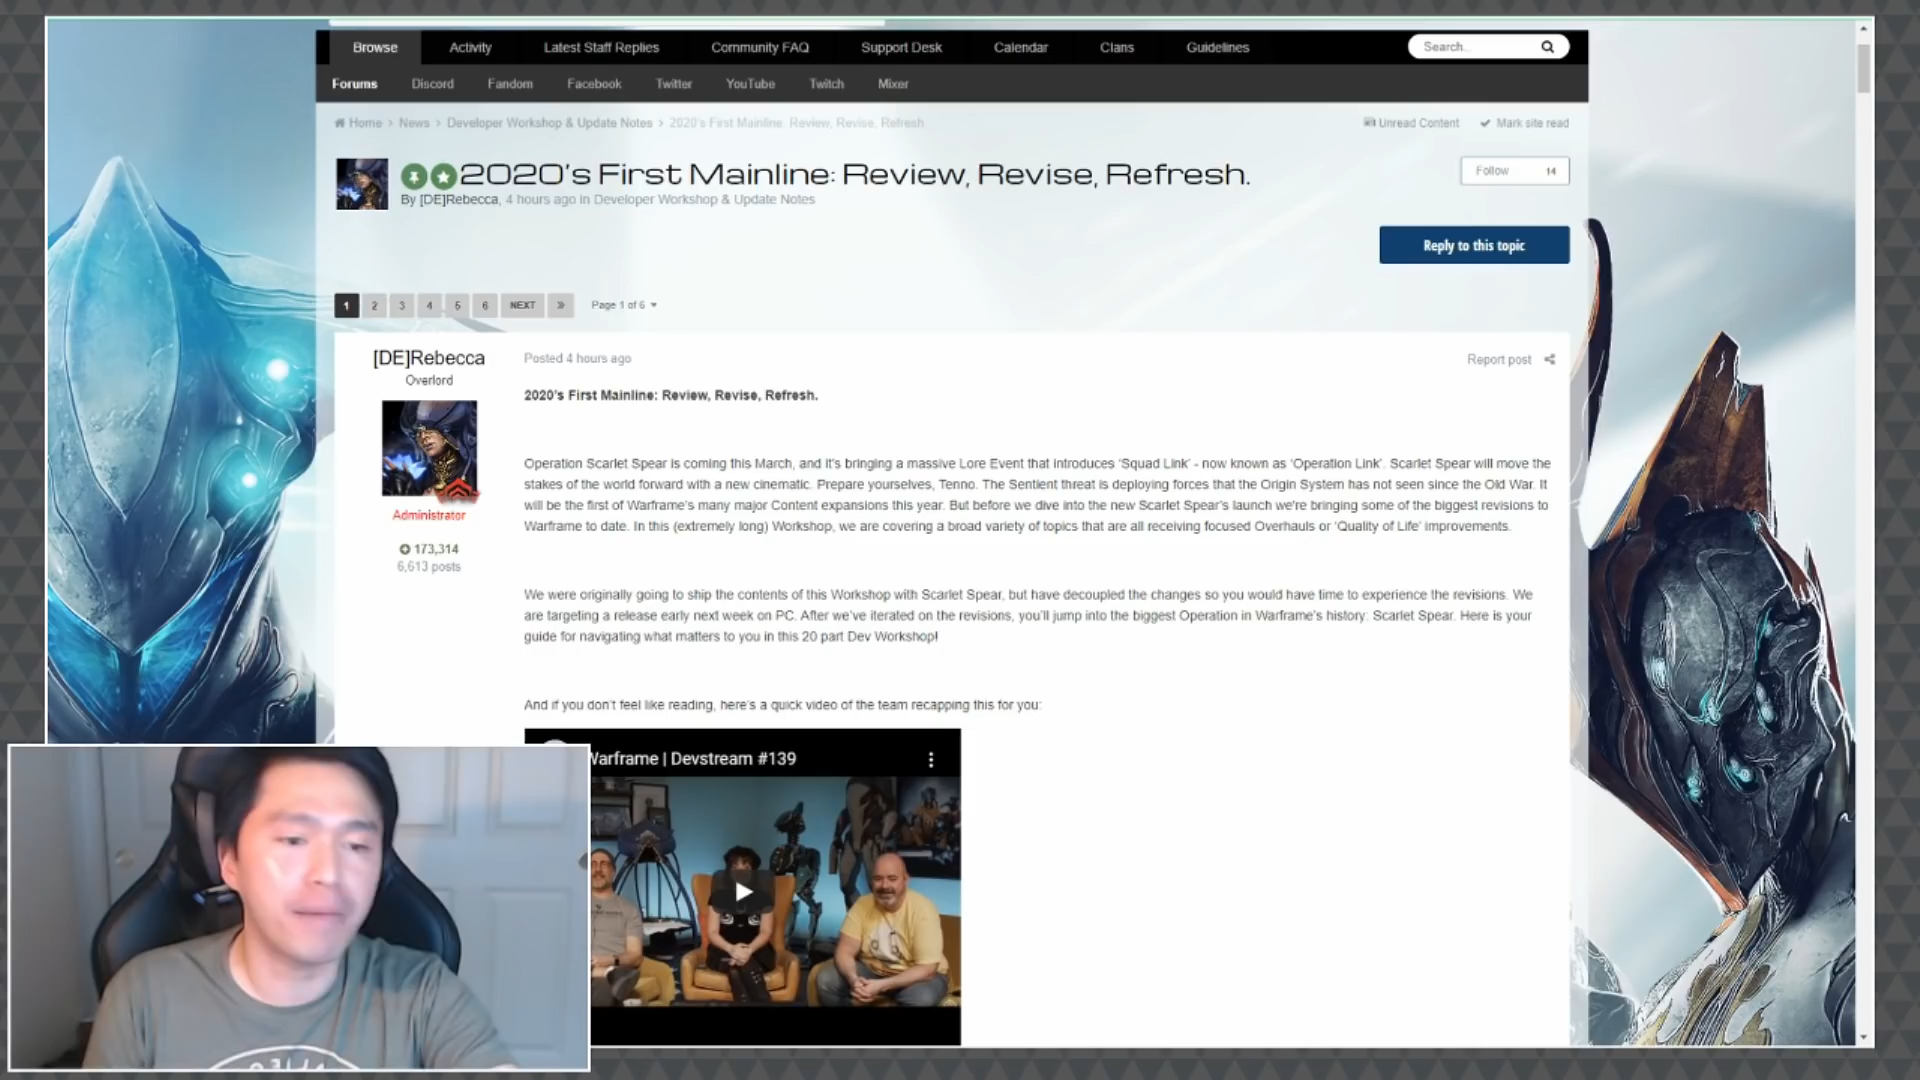 Browse Activity Latest Staff Replies Community FAQ Support Desk Calendar Clans Guidelines Search...
Forums Discord Fandom Facebook Twitter YouTube Twitch Mixer
Home > News > Developer Workshop & Update Notes > 2020's First Mainline: Review, Revise, Refresh. Unread Content Mark site read
2020's First Mainline: Review, Revise, Refresh.
Follow 14
By [DE]Rebecca, 4 hours ago in Developer Workshop & Update Notes
Reply to this topic
1 2 3 4 5 6 NEXT » Page 1 of 6
[DE]Rebecca
Overlord
Administrator
173,314
6,613 posts
Posted 4 hours ago Report post
2020's First Mainline: Review, Revise, Refresh.
Operation Scarlet Spear is coming this March, and it's bringing a massive Lore Event that introduces 'Squad Link' - now known as 'Operation Link'. Scarlet Spear will move the
stakes of the world forward with a new cinematic. Prepare yourselves, Tenno. The Sentient threat is deploying forces that the Origin System has not seen since the Old War. It
will be the first of Warframe's many major Content expansions this year. But before we dive into the new Scarlet Spear's launch we're bringing some of the biggest revisions to
Warframe to date. In this (extremely long) Workshop, we are covering a broad variety of topics that are all receiving focused Overhauls or 'Quality of Life' improvements.
We were originally going to ship the contents of this Workshop with Scarlet Spear, but have decoupled the changes so you would have time to experience the revisions. We
are targeting a release early next week on PC. After we've iterated on the revisions, you'll jump into the biggest Operation in Warframe's history: Scarlet Spear. Here is your
guide for navigating what matters to you in this 20 part Dev Workshop!
And if you don't feel like reading, here's a quick video of the team recapping this for you:
Warframe | Devstream #139